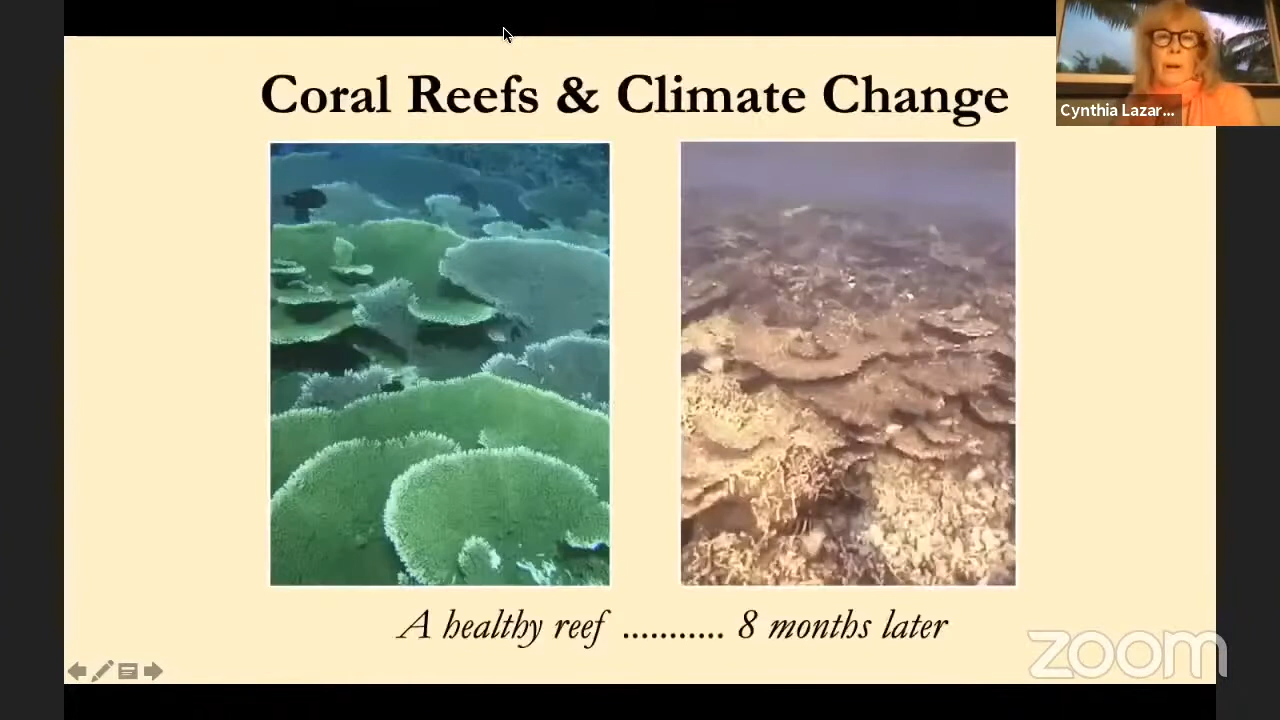 Coral Reefs & Climate Change
Cynthia Lazar...
A healthy reef ........... 8 months later
zoom